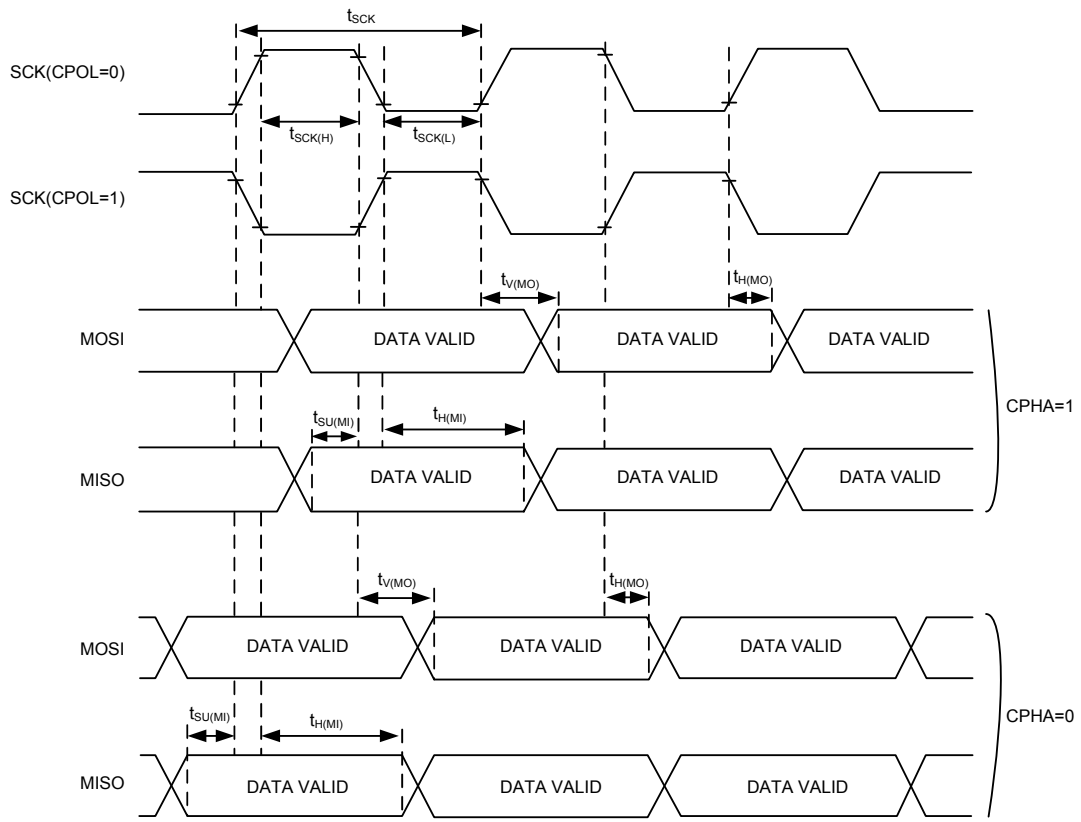 tSCK
SCK(CPOL=0)
tSCK(H)
tSCK(L)
SCK(CPOL=1)
tV(MO)
tH(MO)
MOSI
DATA VALID
DATA VALID
DATA VALID
CPHA=1
tSU(MI)
tH(MI)
MISO
DATA VALID
DATA VALID
DATA VALID
tV(MO)
tH(MO)
MOSI
DATA VALID
DATA VALID
DATA VALID
CPHA=0
tSU(MI)
tH(MI)
MISO
DATA VALID
DATA VALID
DATA VALID